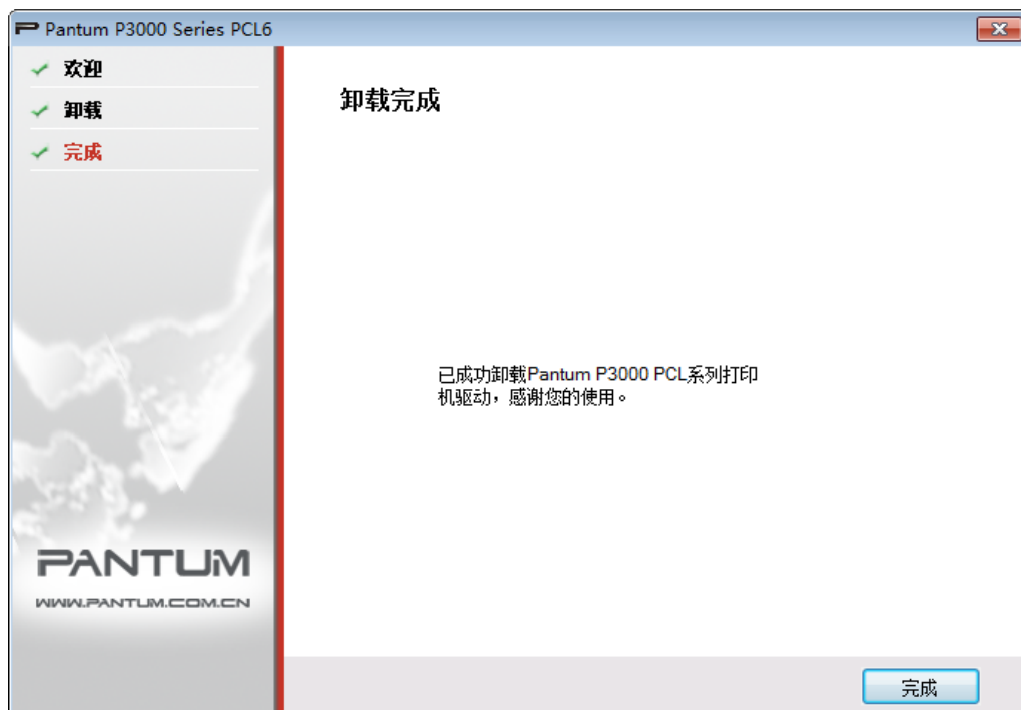 Pantum P3000 Series PCL6
欢迎
卸载
完成
卸载完成
已成功卸载Pantum P3000 PCL系列打印
机驱动，感谢您的使用。
PANTUM
WWW.PANTUM.COM.CN
完成